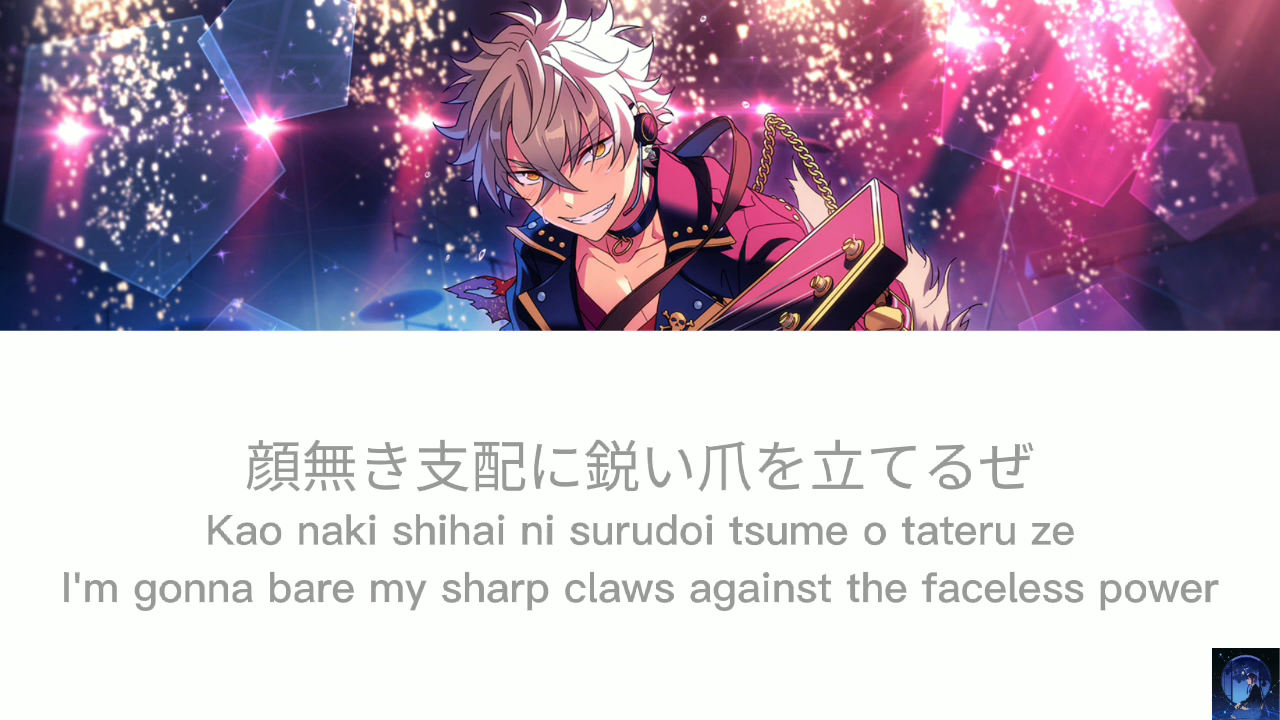 顔無き支配に鋭い爪を立てるぜ
Kao naki shihai ni surudoi tsume o tateru ze
I'm gonna bare my sharp claws against the faceless power